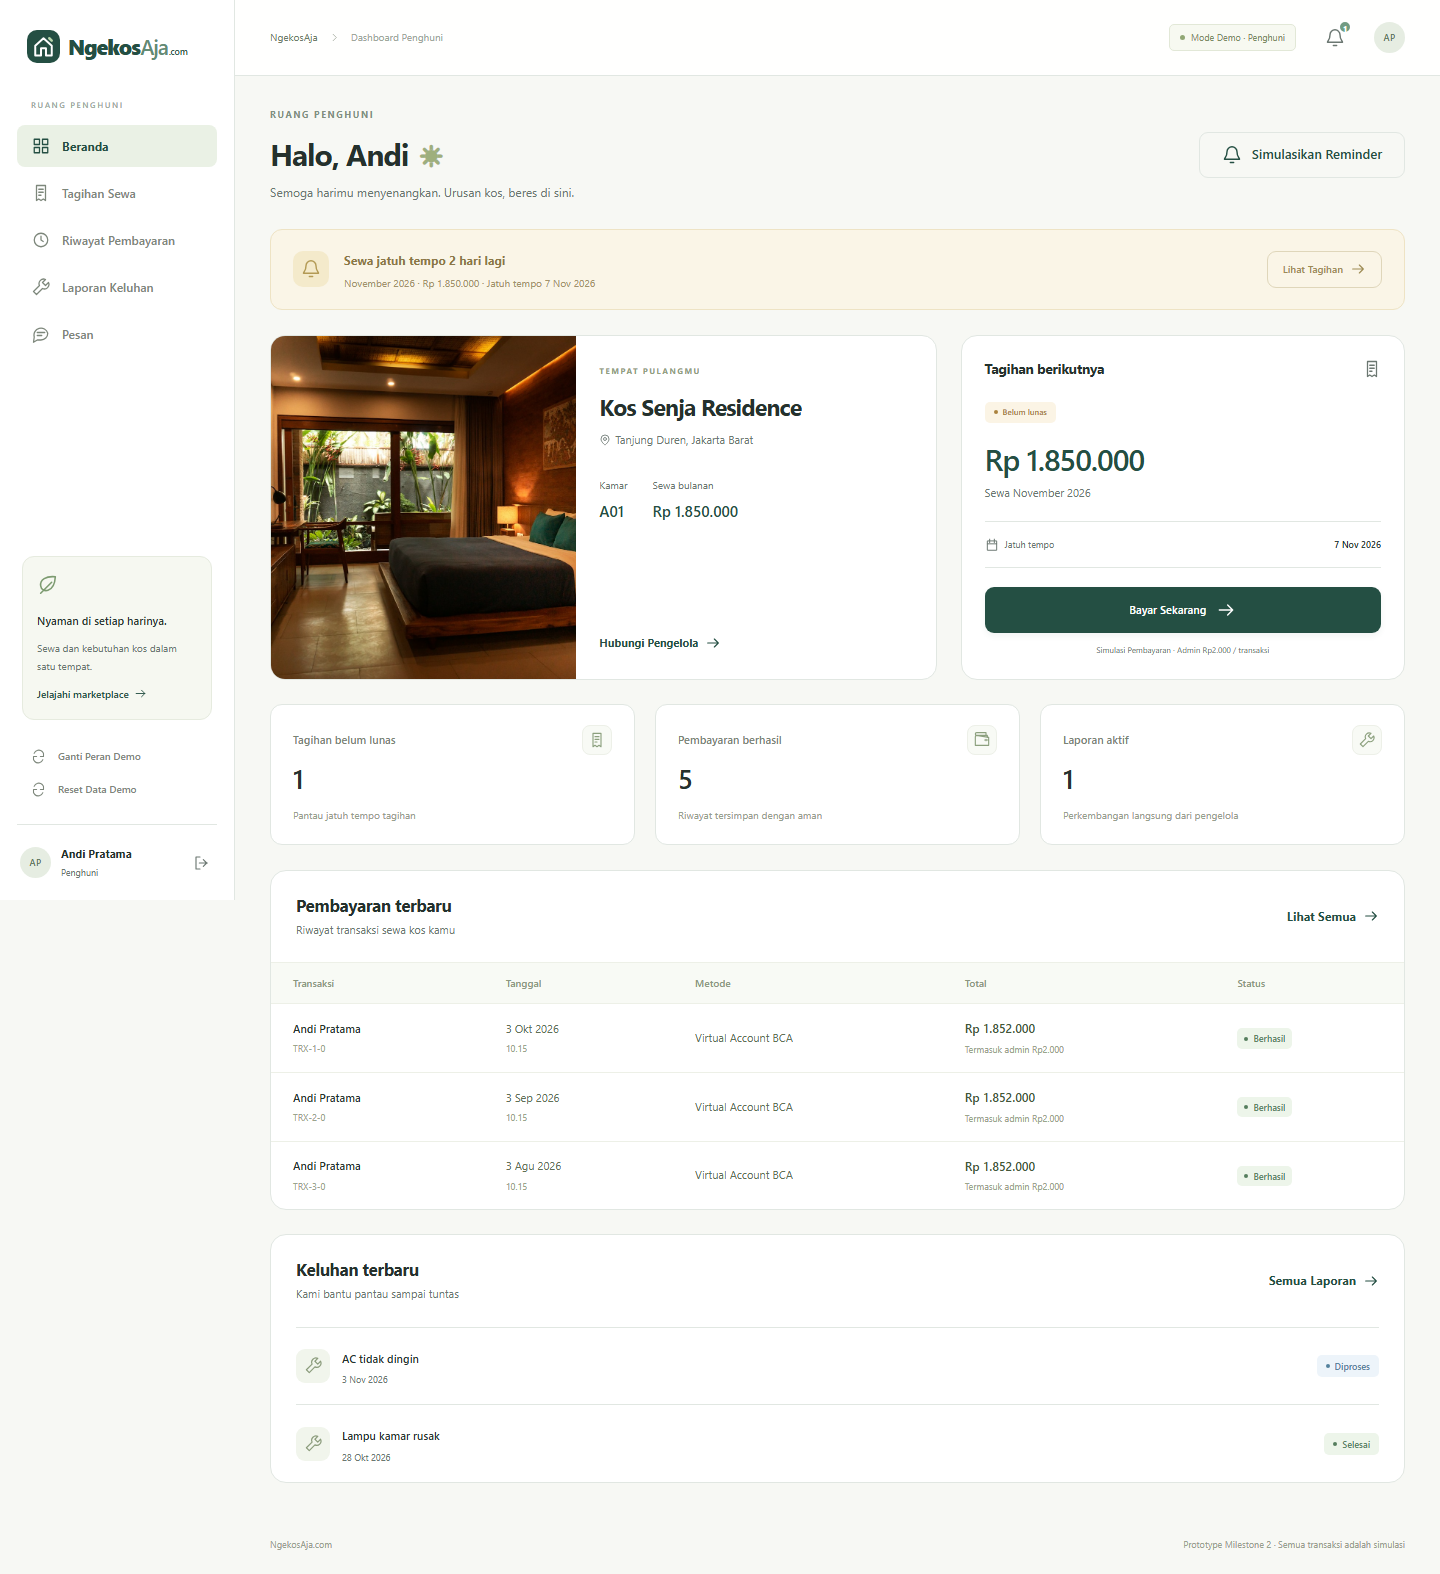 NgekosAja.com
RUANG PENGHUNI
Beranda
Tagihan Sewa
Riwayat Pembayaran
Laporan Keluhan
Pesan
Nyaman di setiap harinya.
Sewa dan kebutuhan kos dalam
satu tempat.
Jelajahi marketplace
Ganti Peran Demo
Reset Data Demo
AP
Andi Pratama
Penghuni
NgekosAja
Dashboard Penghuni
Mode Demo · Penghuni
AP
RUANG PENGHUNI
Halo, Andi
Semoga harimu menyenangkan. Urusan kos, beres di sini.
Simulasikan Reminder
Sewa jatuh tempo 2 hari lagi
November 2026 · Rp 1.850.000 · Jatuh tempo 7 Nov 2026
Lihat Tagihan
TEMPAT PULANGMU
Kos Senja Residence
Tanjung Duren, Jakarta Barat
Kamar Sewa bulanan
A01 Rp 1.850.000
Hubungi Pengelola
Tagihan berikutnya
Belum lunas
Rp 1.850.000
Sewa November 2026
Jatuh tempo 7 Nov 2026
Bayar Sekarang
Simulasi Pembayaran · Admin Rp2.000 / transaksi
Tagihan belum lunas
1
Pantau jatuh tempo tagihan
Pembayaran berhasil
5
Riwayat tersimpan dengan aman
Laporan aktif
1
Perkembangan langsung dari pengelola
Pembayaran terbaru
Riwayat transaksi sewa kos kamu
Lihat Semua
Transaksi Tanggal Metode Total Status
Andi Pratama 3 Okt 2026 Virtual Account BCA Rp 1.852.000 Berhasil
TRX-1-0 10.15 Termasuk admin Rp2.000
Andi Pratama 3 Sep 2026 Virtual Account BCA Rp 1.852.000 Berhasil
TRX-2-0 10.15 Termasuk admin Rp2.000
Andi Pratama 3 Agu 2026 Virtual Account BCA Rp 1.852.000 Berhasil
TRX-3-0 10.15 Termasuk admin Rp2.000
Keluhan terbaru
Kami bantu pantau sampai tuntas
Semua Laporan
AC tidak dingin
3 Nov 2026
Diproses
Lampu kamar rusak
28 Okt 2026
Selesai
NgekosAja.com
Prototype Milestone 2 · Semua transaksi adalah simulasi